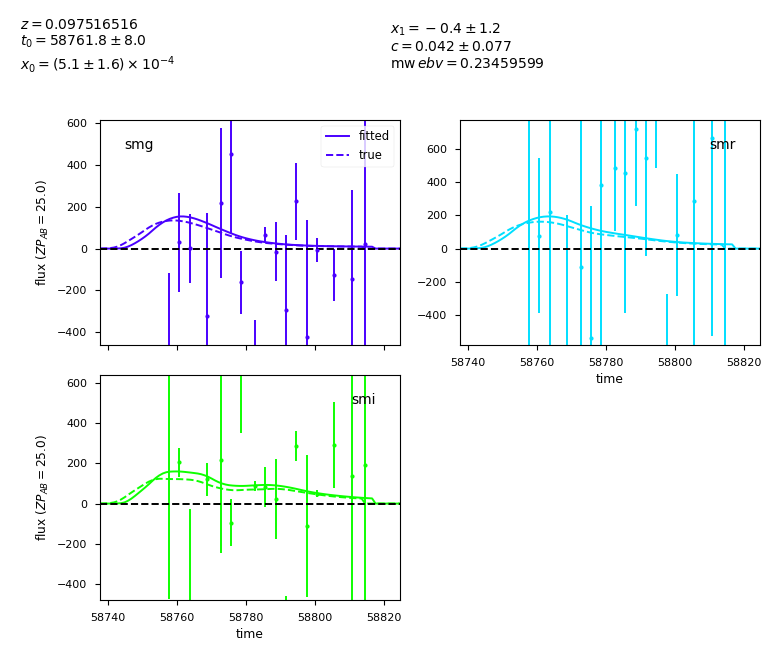 z = 0.097516516
t₀ = 58761.8 ± 8.0
x₀ = (5.1 ± 1.6) × 10⁻⁴
x₁ = −0.4 ± 1.2
c = 0.042 ± 0.077
mw ebv = 0.23459599
smg
fitted
true
600
400
200
0
−200
−400
flux (ZP_AB = 25.0)
smr
600
400
200
0
−200
−400
58740 58760 58780 58800 58820
time
smi
600
400
200
0
−200
−400
flux (ZP_AB = 25.0)
58740 58760 58780 58800 58820
time